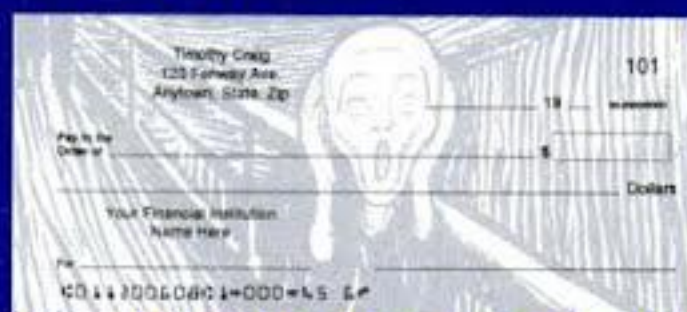 Timothy Craig
123 Fenway Ave.
Anytown, State, Zip
101
19
Pay to the
Order of
$
Dollars
Your Financial Institution
Name Here
For